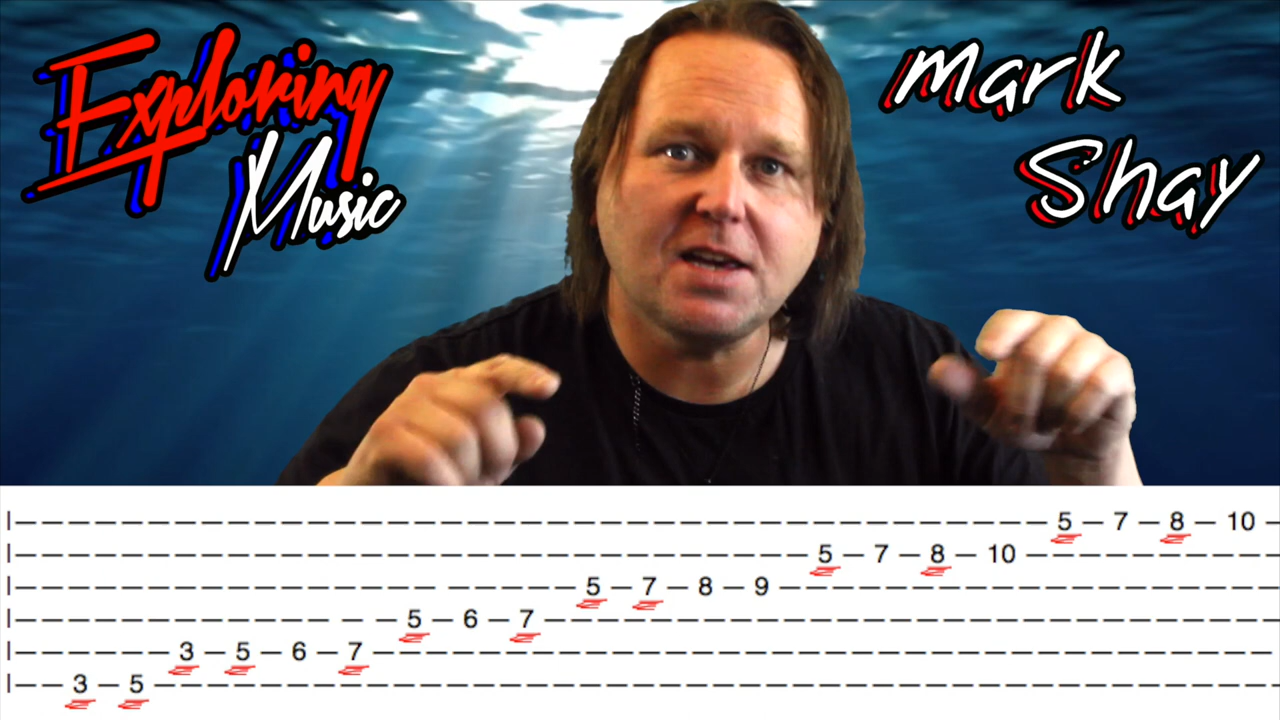 Exploring
Music
Mark
Shay
|–––––––––––––––––––––––––––––––––––––––5–7–8–10–
|––––––––––––––––––––––––––––––5–7–8–10––––––––––
|–––––––––––––––––––––5–7–8–9––––––––––––––––––––
|––––––––––––––5–6–7–––––––––––––––––––––––––––––
|––––––3–5–6–7–––––––––––––––––––––––––––––––––––
|––3–5–––––––––––––––––––––––––––––––––––––––––––